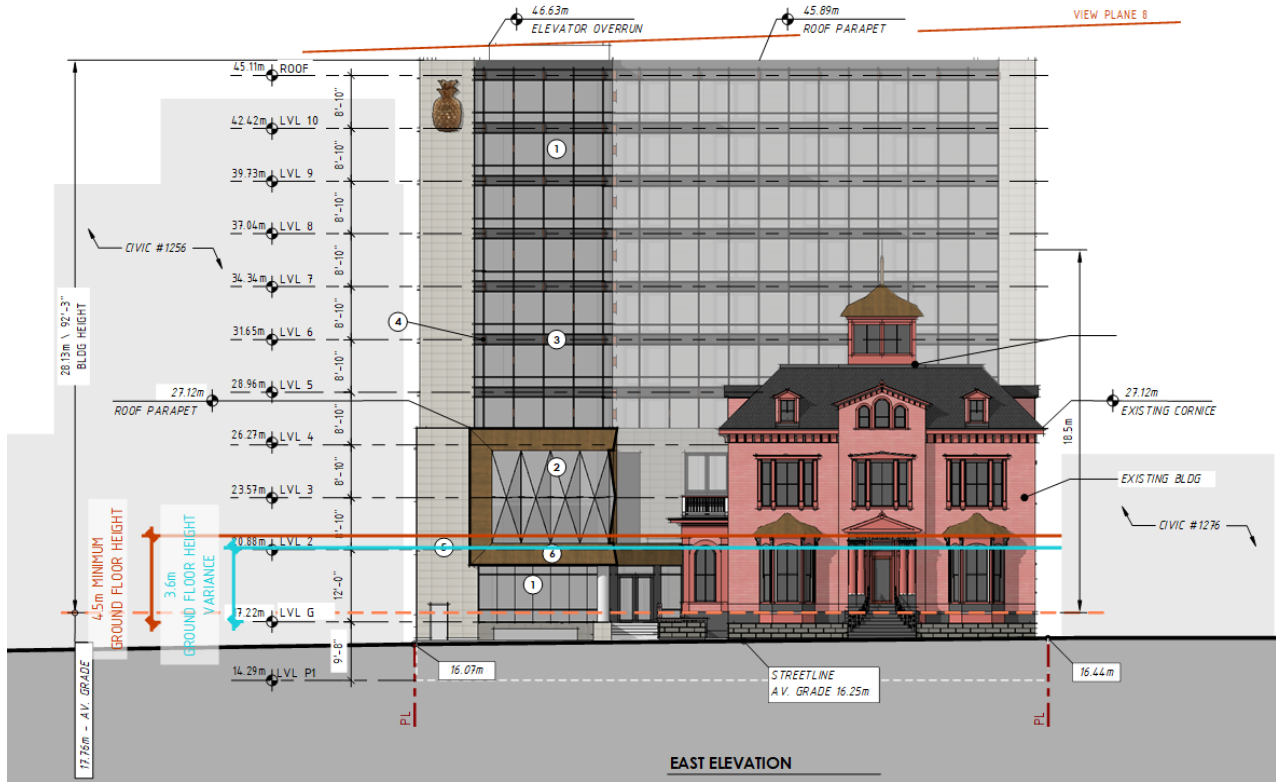 46.63m
ELEVATOR OVERRUN
45.89m
ROOF PARAPET
VIEW PLANE 8
45.11m ROOF
8'-10"
42.42m LVL 10
8'-10"
1
39.73m LVL 9
8'-10"
37.04m LVL 8
CIVIC #1256
8'-10"
34.34m LVL 7
8'-10"
28.13m \ 92'-3"
BLDG HEIGHT
31.65m LVL 6
4
3
8'-10"
28.96m LVL 5
27.12m
ROOF PARAPET
8'-10"
27.12m
EXISTING CORNICE
26.27m LVL 4
18.5m
8'-10"
2
EXISTING BLDG
23.57m LVL 3
8'-10"
CIVIC #1276
20.88m LVL 2
5
6
4.5m MINIMUM
GROUND FLOOR HEIGHT
3.6m
GROUND FLOOR HEIGHT
VARIANCE
12'-0"
1
7.22m LVL G
9'-8"
16.07m
STREETLINE
AV. GRADE 16.25m
16.44m
14.29m LVL P1
17.76m - AV. GRADE
PL
PL
EAST ELEVATION